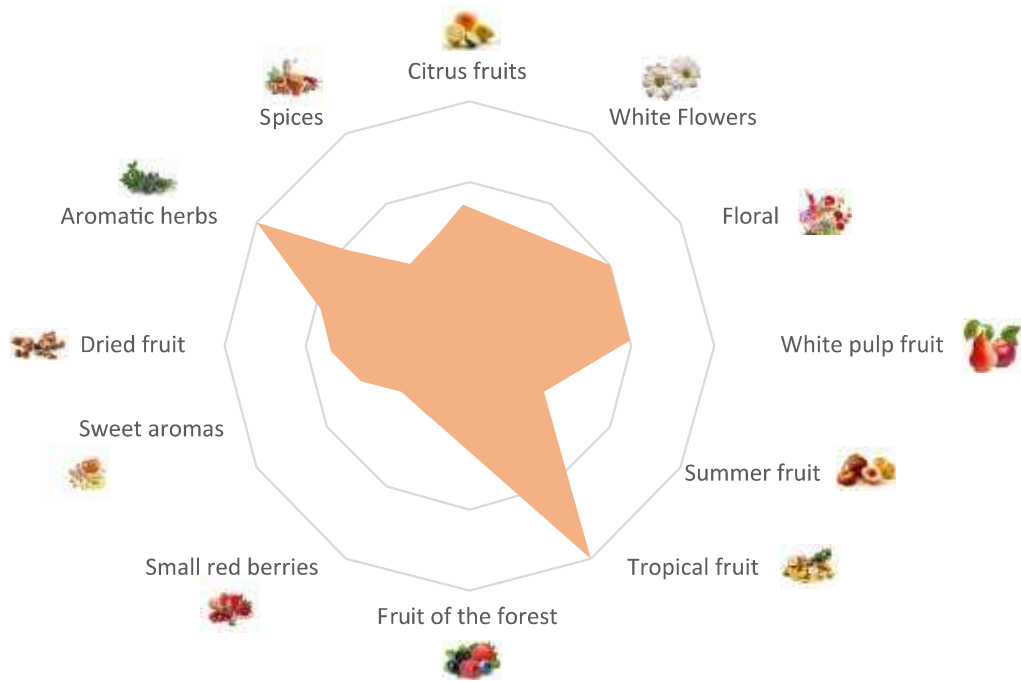 Citrus fruits
Spices
White Flowers
Aromatic herbs
Floral
Dried fruit
White pulp fruit
Sweet aromas
Summer fruit
Small red berries
Tropical fruit
Fruit of the forest